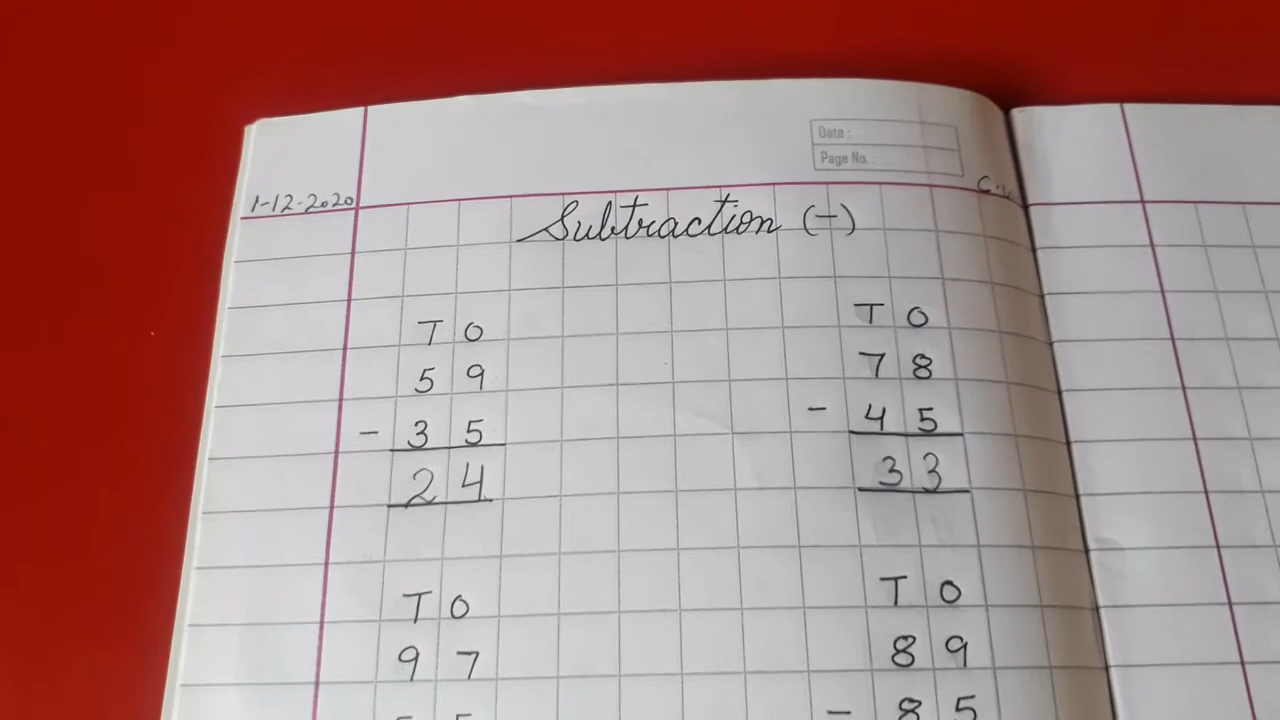 Date :
Page No. :
1-12-2020
Subtraction (-)
T O
5 9
- 3 5
2 4
T O
7 8
- 4 5
3 3
T O
9 7
T O
8 9
- 8 5